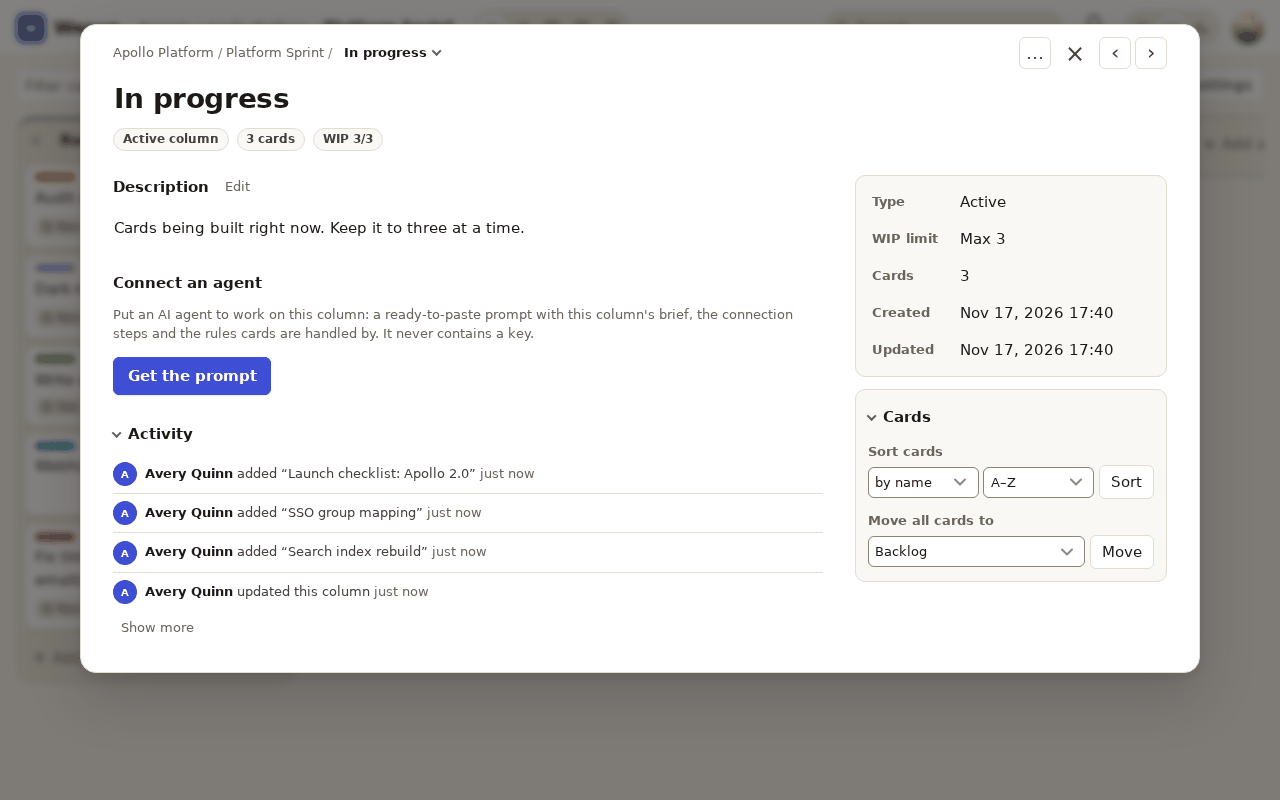 Apollo Platform / Platform Sprint / In progress
...
In progress
Active column
3 cards
WIP 3/3
Description Edit
Cards being built right now. Keep it to three at a time.
Connect an agent
Put an AI agent to work on this column: a ready-to-paste prompt with this column's brief, the connection
steps and the rules cards are handled by. It never contains a key.
Get the prompt
Activity
A Avery Quinn added “Launch checklist: Apollo 2.0” just now
A Avery Quinn added “SSO group mapping” just now
A Avery Quinn added “Search index rebuild” just now
A Avery Quinn updated this column just now
Show more
Type Active
WIP limit Max 3
Cards 3
Created Nov 17, 2026 17:40
Updated Nov 17, 2026 17:40
Cards
Sort cards
by name A–Z Sort
Move all cards to
Backlog Move